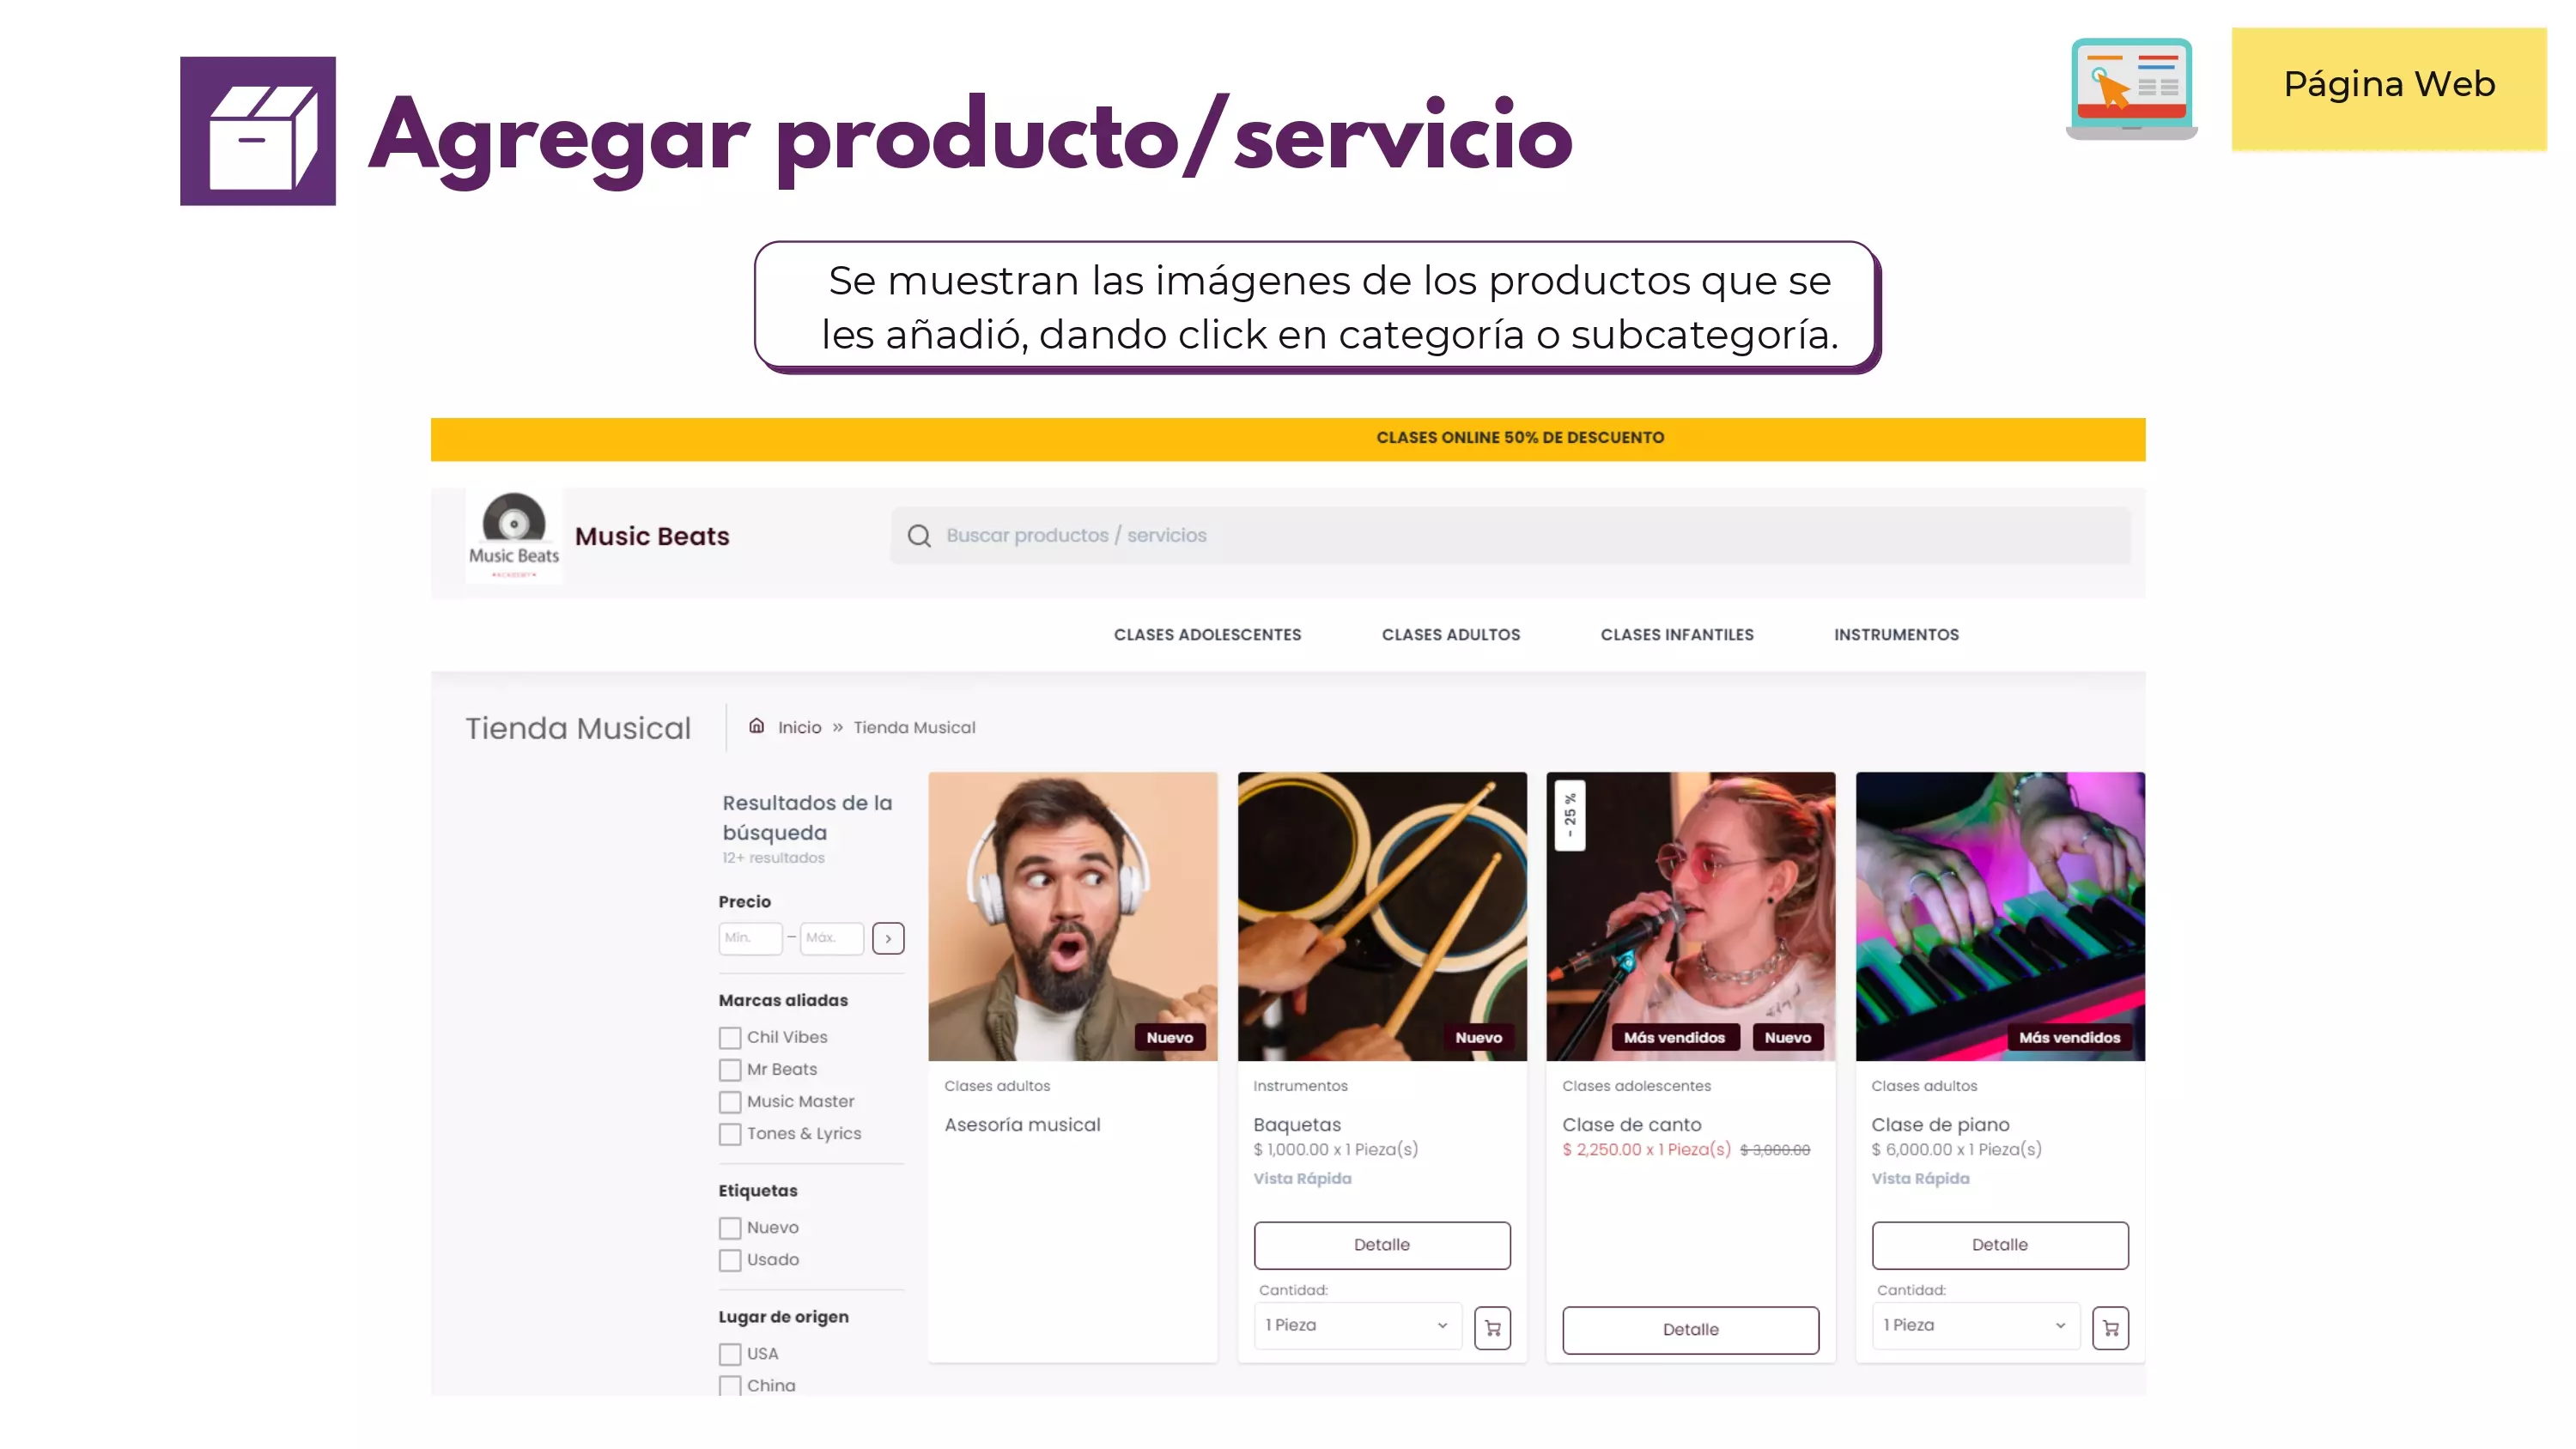 Agregar producto/servicio
Página Web
Se muestran las imágenes de los productos que se
les añadió, dando click en categoría o subcategoría.
CLASES ONLINE 50% DE DESCUENTO
Music Beats
ACADEMY
Music Beats
Buscar productos / servicios
CLASES ADOLESCENTES
CLASES ADULTOS
CLASES INFANTILES
INSTRUMENTOS
Tienda Musical
Inicio » Tienda Musical
Resultados de la
búsqueda
12+ resultados
Precio
Mín. – Máx.
Marcas aliadas
Chil Vibes
Mr Beats
Music Master
Tones & Lyrics
Etiquetas
Nuevo
Usado
Lugar de origen
USA
China
Nuevo
Clases adultos
Asesoría musical
Nuevo
Instrumentos
Baquetas
$ 1,000.00 x 1 Pieza(s)
Vista Rápida
Detalle
Cantidad:
1 Pieza
- 25 %
Más vendidos
Nuevo
Clases adolescentes
Clase de canto
$ 2,250.00 x 1 Pieza(s) $ 3,000.00
Detalle
Más vendidos
Clases adultos
Clase de piano
$ 6,000.00 x 1 Pieza(s)
Vista Rápida
Detalle
Cantidad:
1 Pieza